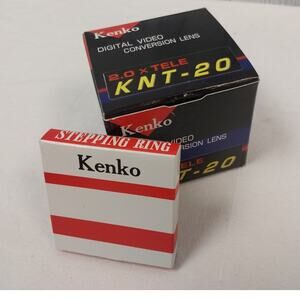 Kenko
DIGITAL VIDEO
CONVERSION LENS
2.0×TELE
KNT-20
Kenko
VIDEO
CONVERSION LENS
TELE
KNT-20
STEPPING RING
Kenko